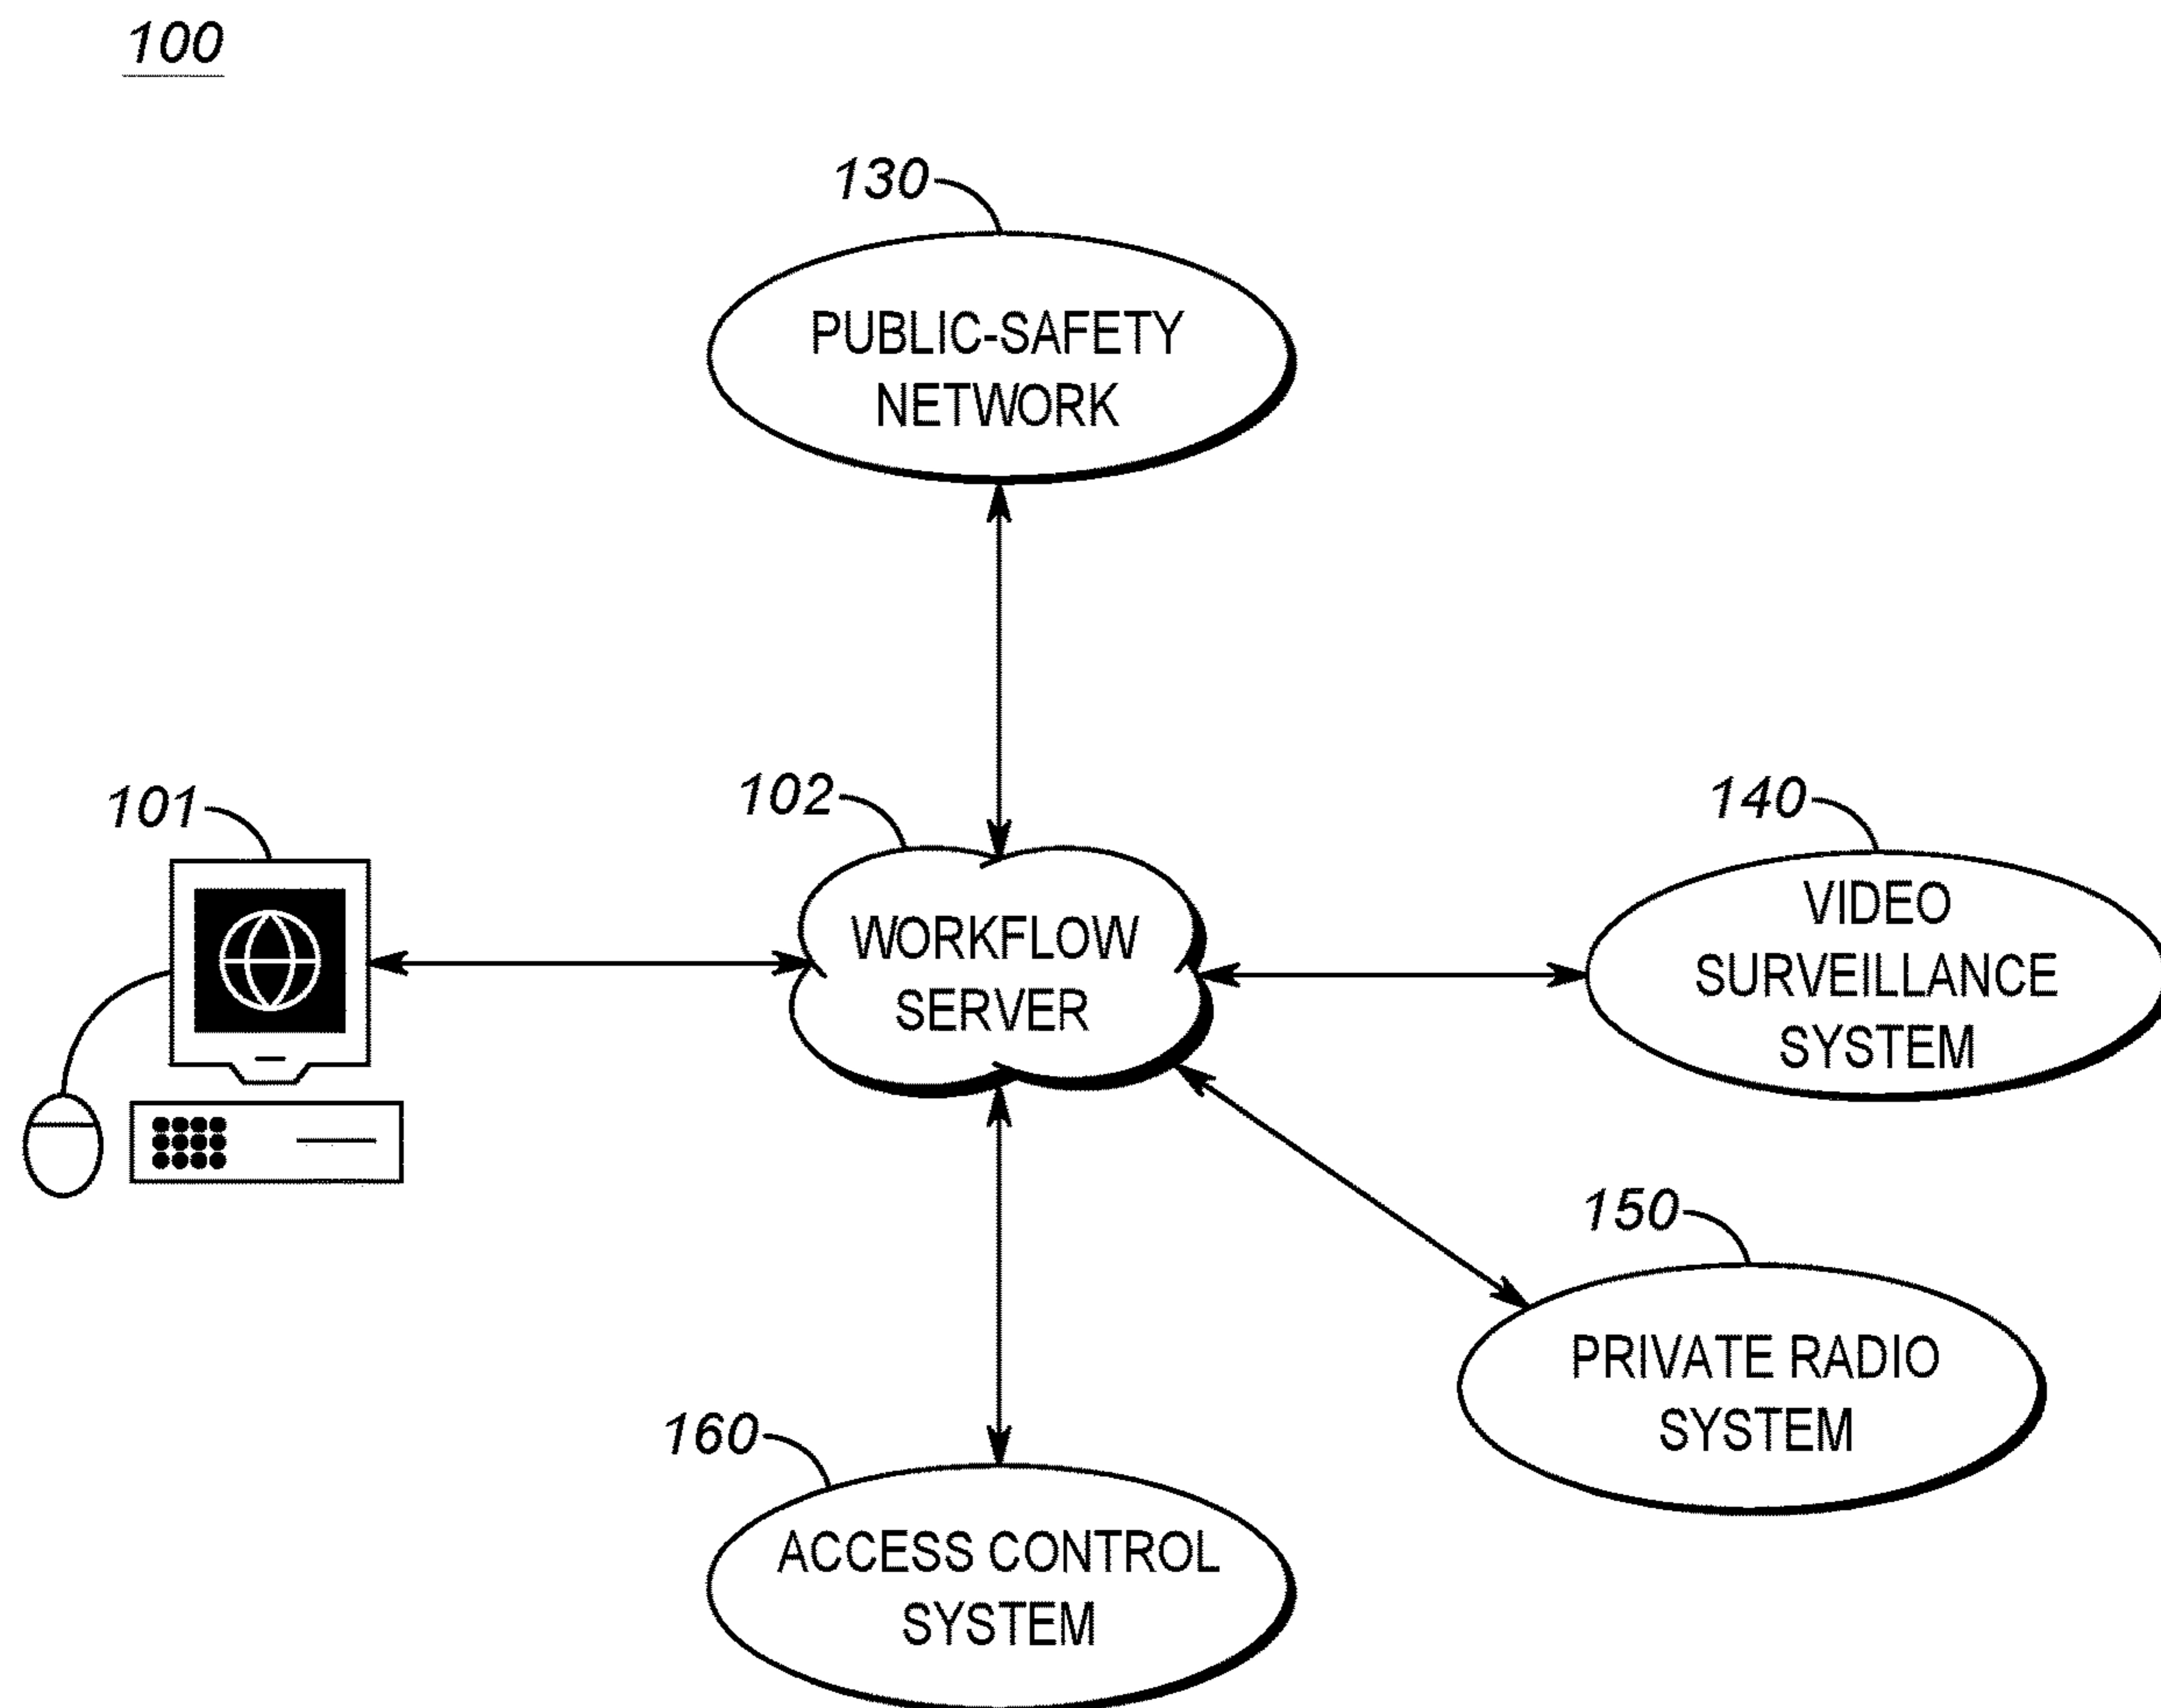 100
130
PUBLIC-SAFETY
NETWORK
101
102
WORKFLOW
SERVER
140
VIDEO
SURVEILLANCE
SYSTEM
150
PRIVATE RADIO
SYSTEM
160
ACCESS CONTROL
SYSTEM